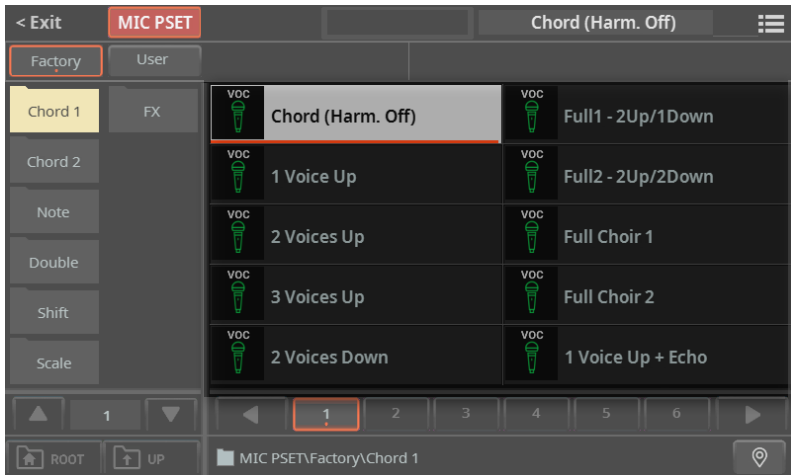 < Exit MIC PSET Chord (Harm. Off)
Factory User
Chord 1 FX
Chord 2
Note
Double
Shift
Scale
VOC Chord (Harm. Off) VOC Full1 - 2Up/1Down
VOC 1 Voice Up VOC Full2 - 2Up/2Down
VOC 2 Voices Up VOC Full Choir 1
VOC 3 Voices Up VOC Full Choir 2
VOC 2 Voices Down VOC 1 Voice Up + Echo
1 1 2 3 4 5 6
ROOT UP MIC PSET\Factory\Chord 1